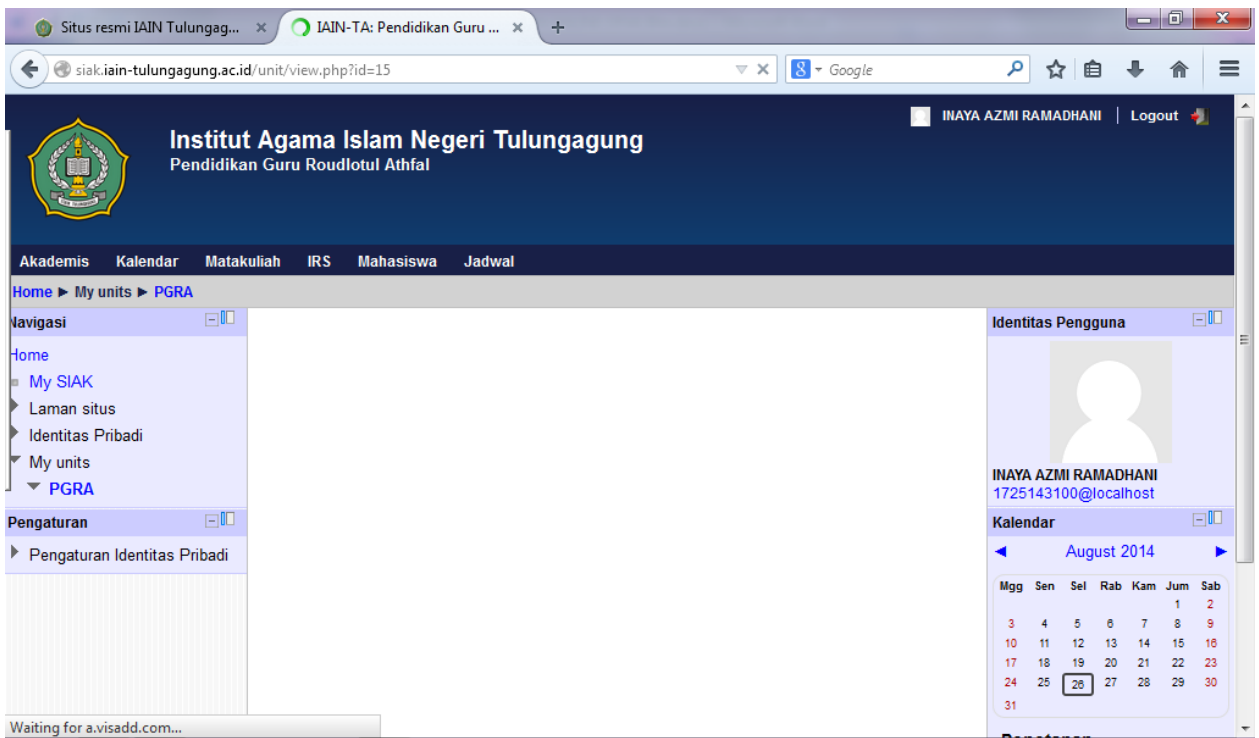 Situs resmi IAIN Tulungag...
IAIN-TA: Pendidikan Guru ...
siak.iain-tulungagung.ac.id/unit/view.php?id=15
Google
INAYA AZMI RAMADHANI | Logout
Institut Agama Islam Negeri Tulungagung
Pendidikan Guru Roudlotul Athfal
Akademis Kalendar Matakuliah IRS Mahasiswa Jadwal
Home ► My units ► PGRA
Navigasi
Home
My SIAK
Laman situs
Identitas Pribadi
My units
PGRA
Pengaturan
Pengaturan Identitas Pribadi
Identitas Pengguna
INAYA AZMI RAMADHANI
1725143100@localhost
Kalendar
◄ August 2014 ►
Mgg Sen Sel Rab Kam Jum Sab
1 2
3 4 5 6 7 8 9
10 11 12 13 14 15 16
17 18 19 20 21 22 23
24 25 26 27 28 29 30
31
Waiting for a.visadd.com...